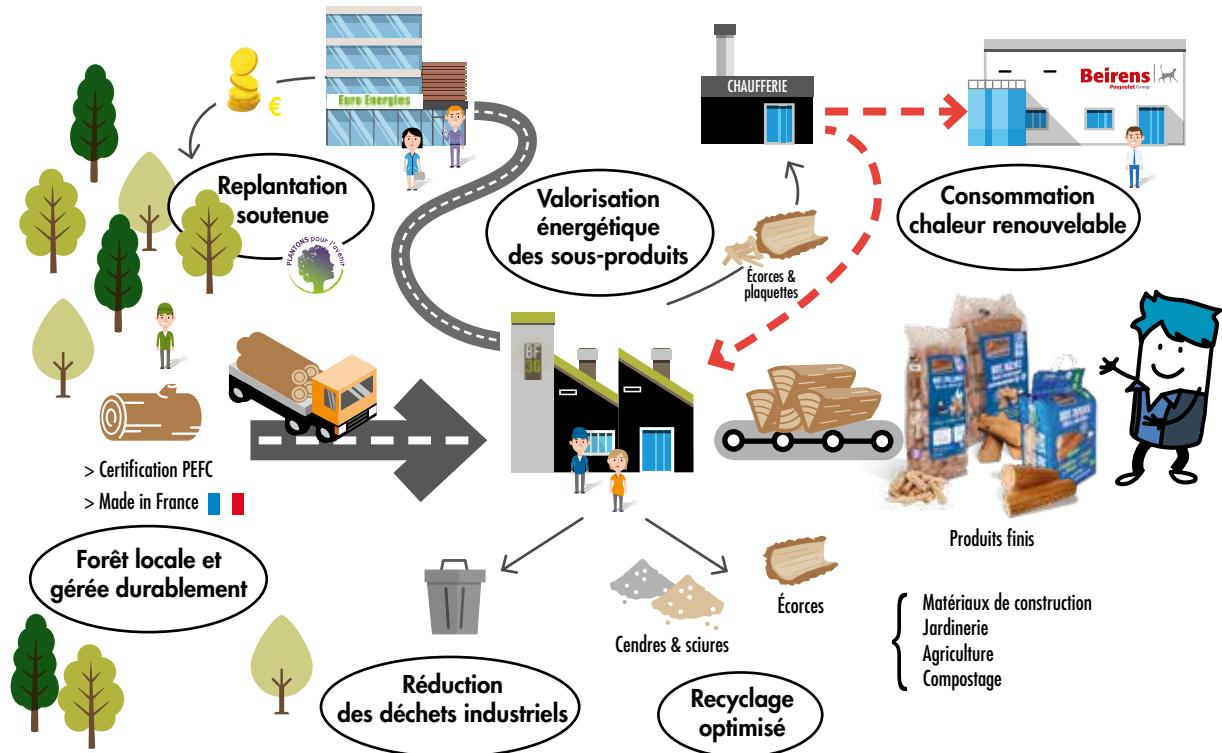 Euro Energies
€
Replantation
soutenue
PLANTONS pour l'avenir
Valorisation
énergétique
des sous-produits
CHAUFFERIE
Beirens
Poujoulat Group
Consommation
chaleur renouvelable
Écorces &
plaquettes
BF
36
> Certification PEFC
> Made in France
Forêt locale et
gérée durablement
Produits finis
Écorces
Cendres & sciures
Réduction
des déchets industriels
Recyclage
optimisé
Matériaux de construction
Jardinerie
Agriculture
Compostage